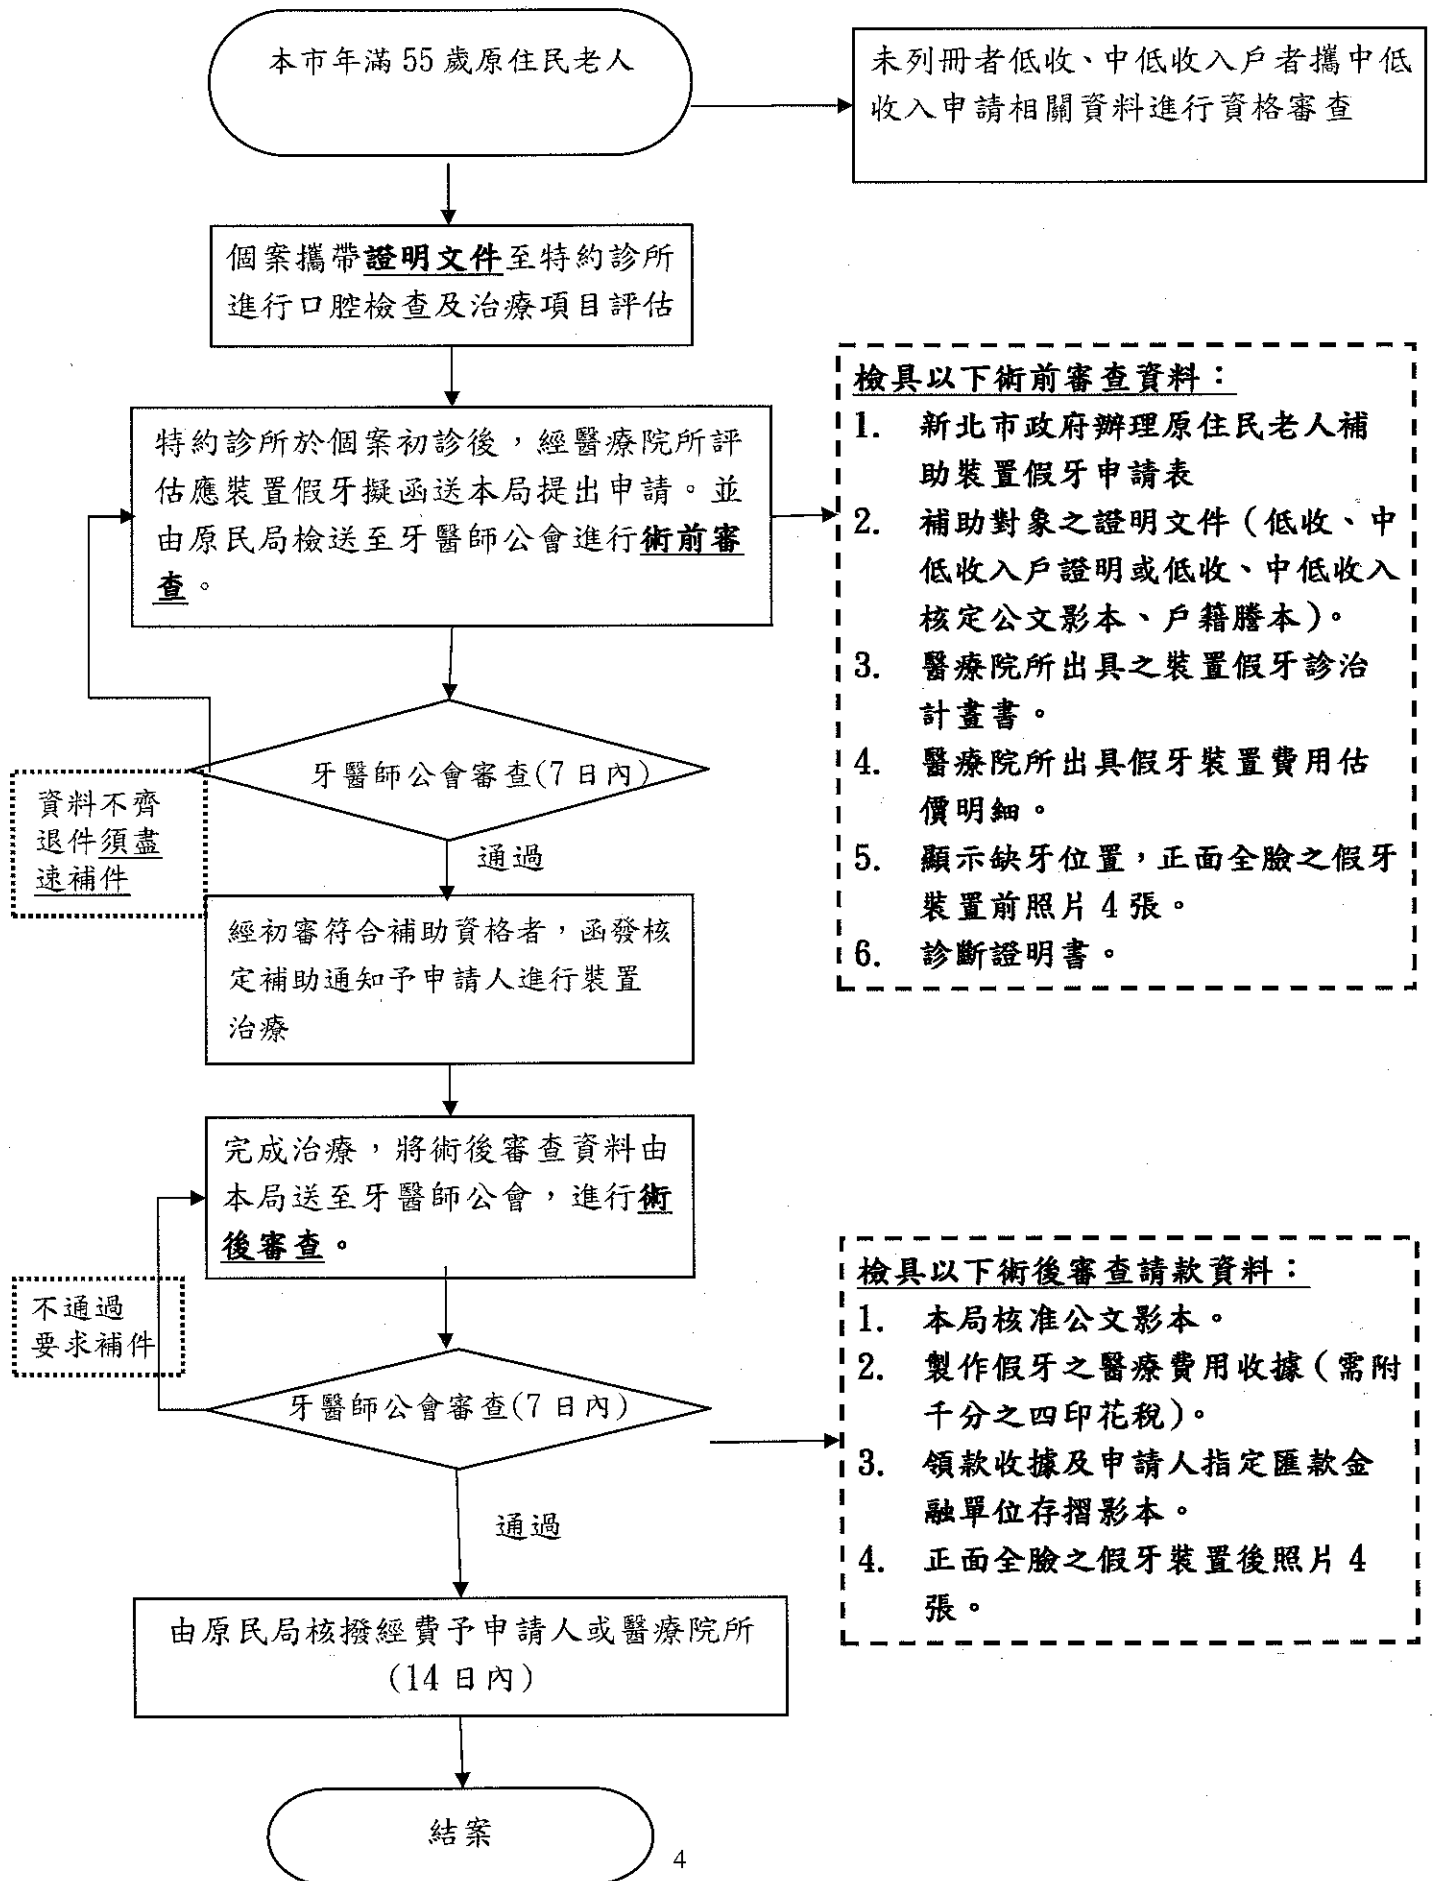 本市年滿 55 歲原住民老人
未列冊者低收、中低收入戶者攜中低
收入申請相關資料進行資格審查
個案攜帶證明文件至特約診所
進行口腔檢查及治療項目評估
特約診所於個案初診後，經醫療院所評
估應裝置假牙擬函送本局提出申請。並
由原民局檢送至牙醫師公會進行術前審
查。
檢具以下術前審查資料：
1. 新北市政府辦理原住民老人補
助裝置假牙申請表
2. 補助對象之證明文件（低收、中
低收入戶證明或低收、中低收入
核定公文影本、戶籍謄本）。
3. 醫療院所出具之裝置假牙診治
計畫書。
4. 醫療院所出具假牙裝置費用估
價明細。
5. 顯示缺牙位置，正面全臉之假牙
裝置前照片 4 張。
6. 診斷證明書。
牙醫師公會審查(7 日內)
資料不齊
退件須盡
速補件
通過
經初審符合補助資格者，函發核
定補助通知予申請人進行裝置
治療
完成治療，將術後審查資料由
本局送至牙醫師公會，進行術
後審查。
不通過
要求補件
牙醫師公會審查(7 日內)
檢具以下術後審查請款資料：
1. 本局核准公文影本。
2. 製作假牙之醫療費用收據（需附
千分之四印花稅）。
3. 領款收據及申請人指定匯款金
融單位存摺影本。
4. 正面全臉之假牙裝置後照片 4
張。
通過
由原民局核撥經費予申請人或醫療院所
(14 日內)
結案
4